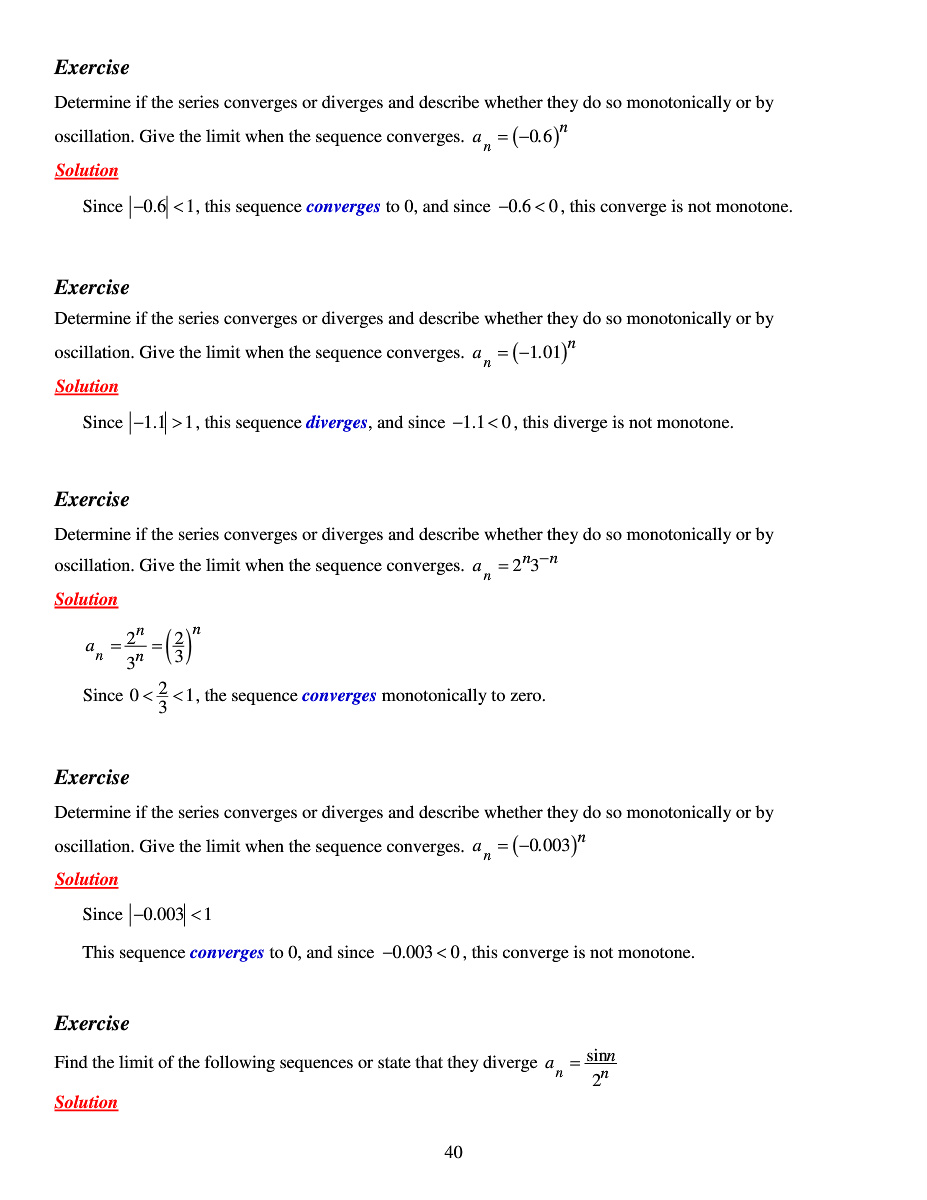 Exercise
Determine if the series converges or diverges and describe whether they do so monotonically or by
oscillation. Give the limit when the sequence converges. a_n = (−0.6)^n
Solution
Since |−0.6| < 1, this sequence converges to 0, and since −0.6 < 0, this converge is not monotone.
Exercise
Determine if the series converges or diverges and describe whether they do so monotonically or by
oscillation. Give the limit when the sequence converges. a_n = (−1.01)^n
Solution
Since |−1.1| > 1, this sequence diverges, and since −1.1 < 0, this diverge is not monotone.
Exercise
Determine if the series converges or diverges and describe whether they do so monotonically or by
oscillation. Give the limit when the sequence converges. a_n = 2^n 3^−n
Solution
a_n = 2^n/3^n = (2/3)^n
Since 0 < 2/3 < 1, the sequence converges monotonically to zero.
Exercise
Determine if the series converges or diverges and describe whether they do so monotonically or by
oscillation. Give the limit when the sequence converges. a_n = (−0.003)^n
Solution
Since |−0.003| < 1
This sequence converges to 0, and since −0.003 < 0, this converge is not monotone.
Exercise
Find the limit of the following sequences or state that they diverge a_n = sin n/2^n
Solution
40